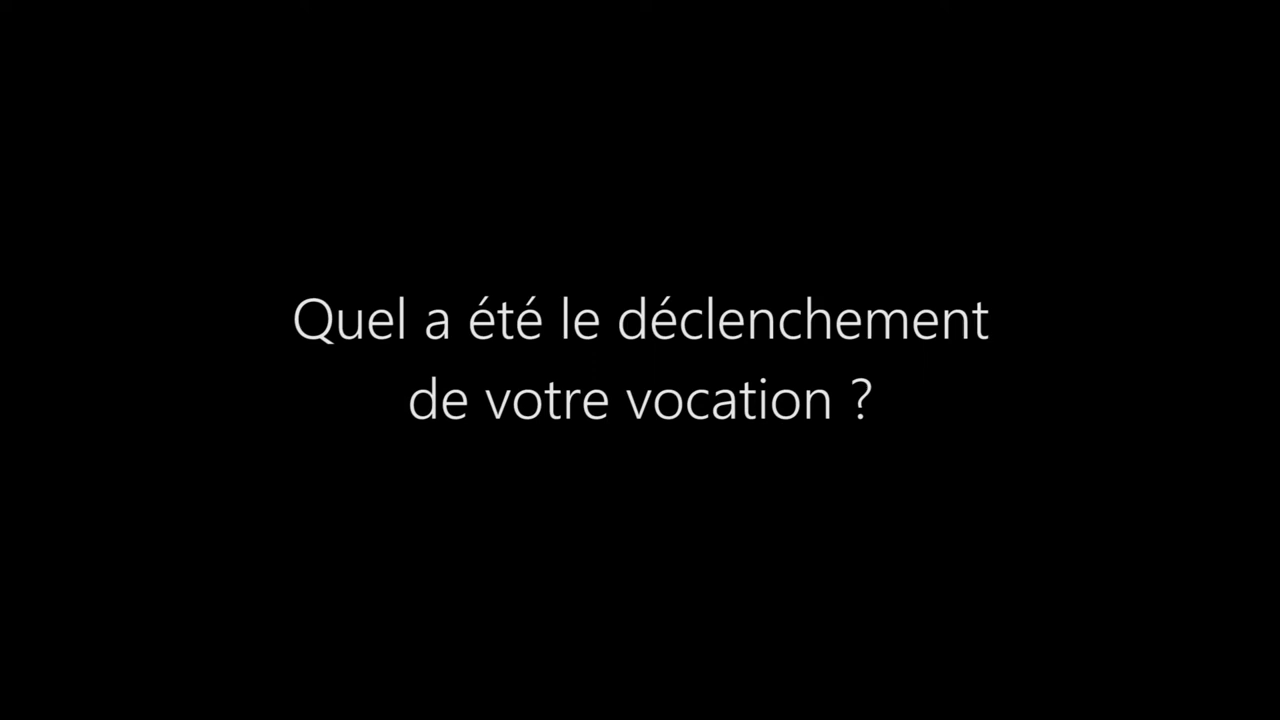 Quel a été le déclenchement
de votre vocation ?